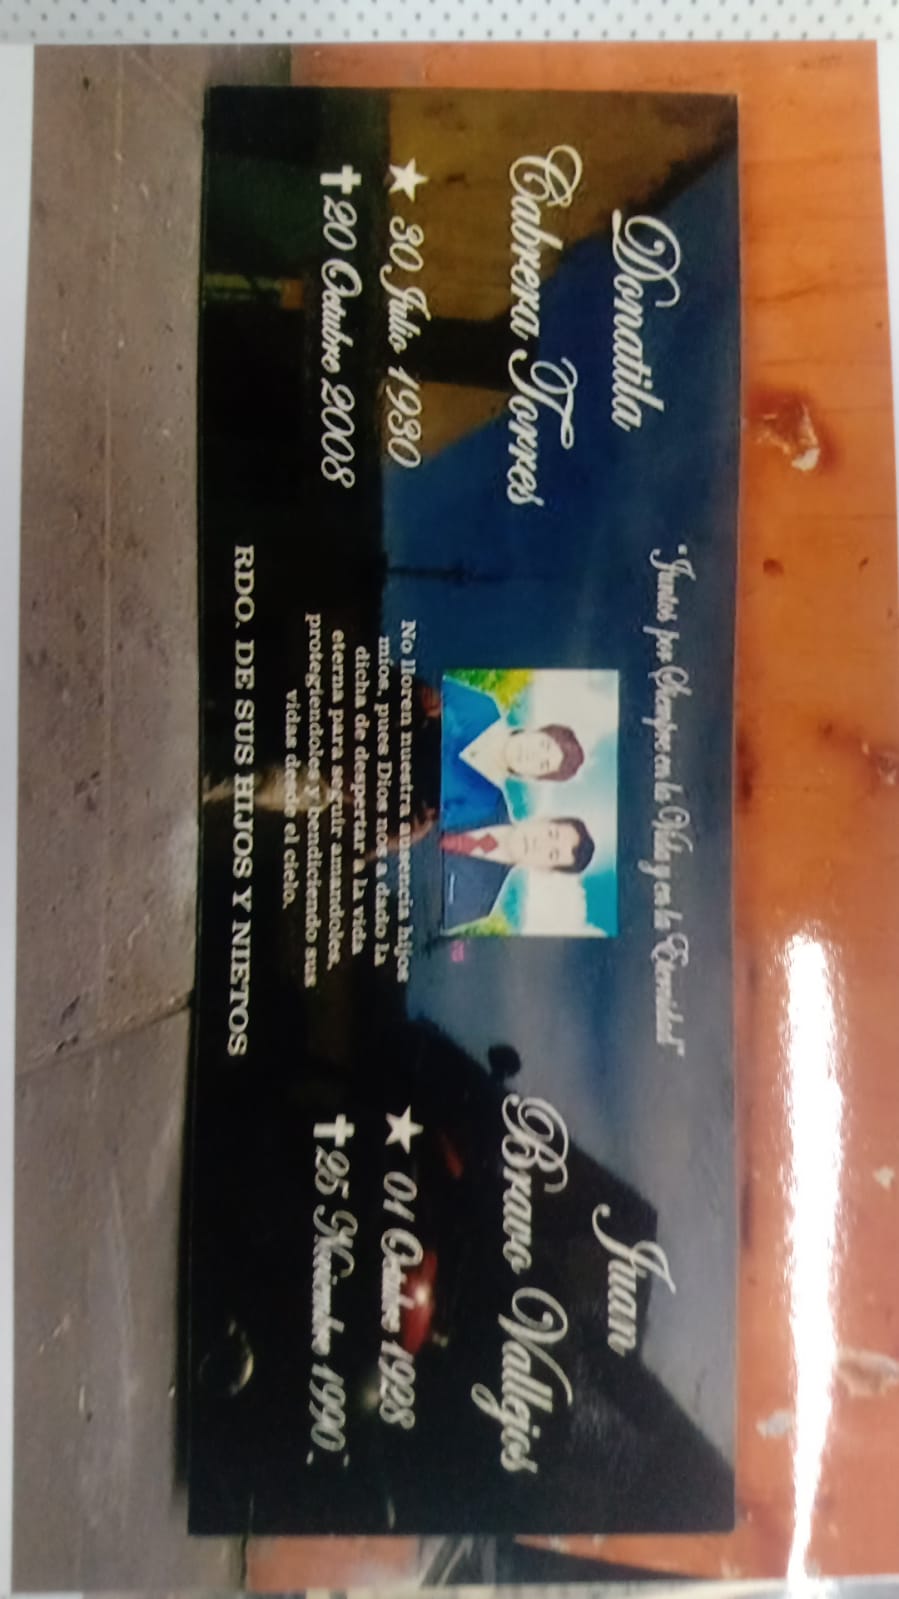 "Juntos por Siempre en la Vida y en la Eternidad"
Donatila
Cabrera Torres
★ 30 Julio 1930
✝ 20 Octubre 2008
No lloren nuestra ausencia hijos
mios, pues Dios nos a dado la
dicha de despertar a la vida
eterna para seguir amandoles,
protegiendoles y bendiciendo sus
vidas desde el cielo.
Juan
Bravo Vallejos
★ 01 Octubre 1928
✝ 25 Noviembre 1990.
RDO. DE SUS HIJOS Y NIETOS